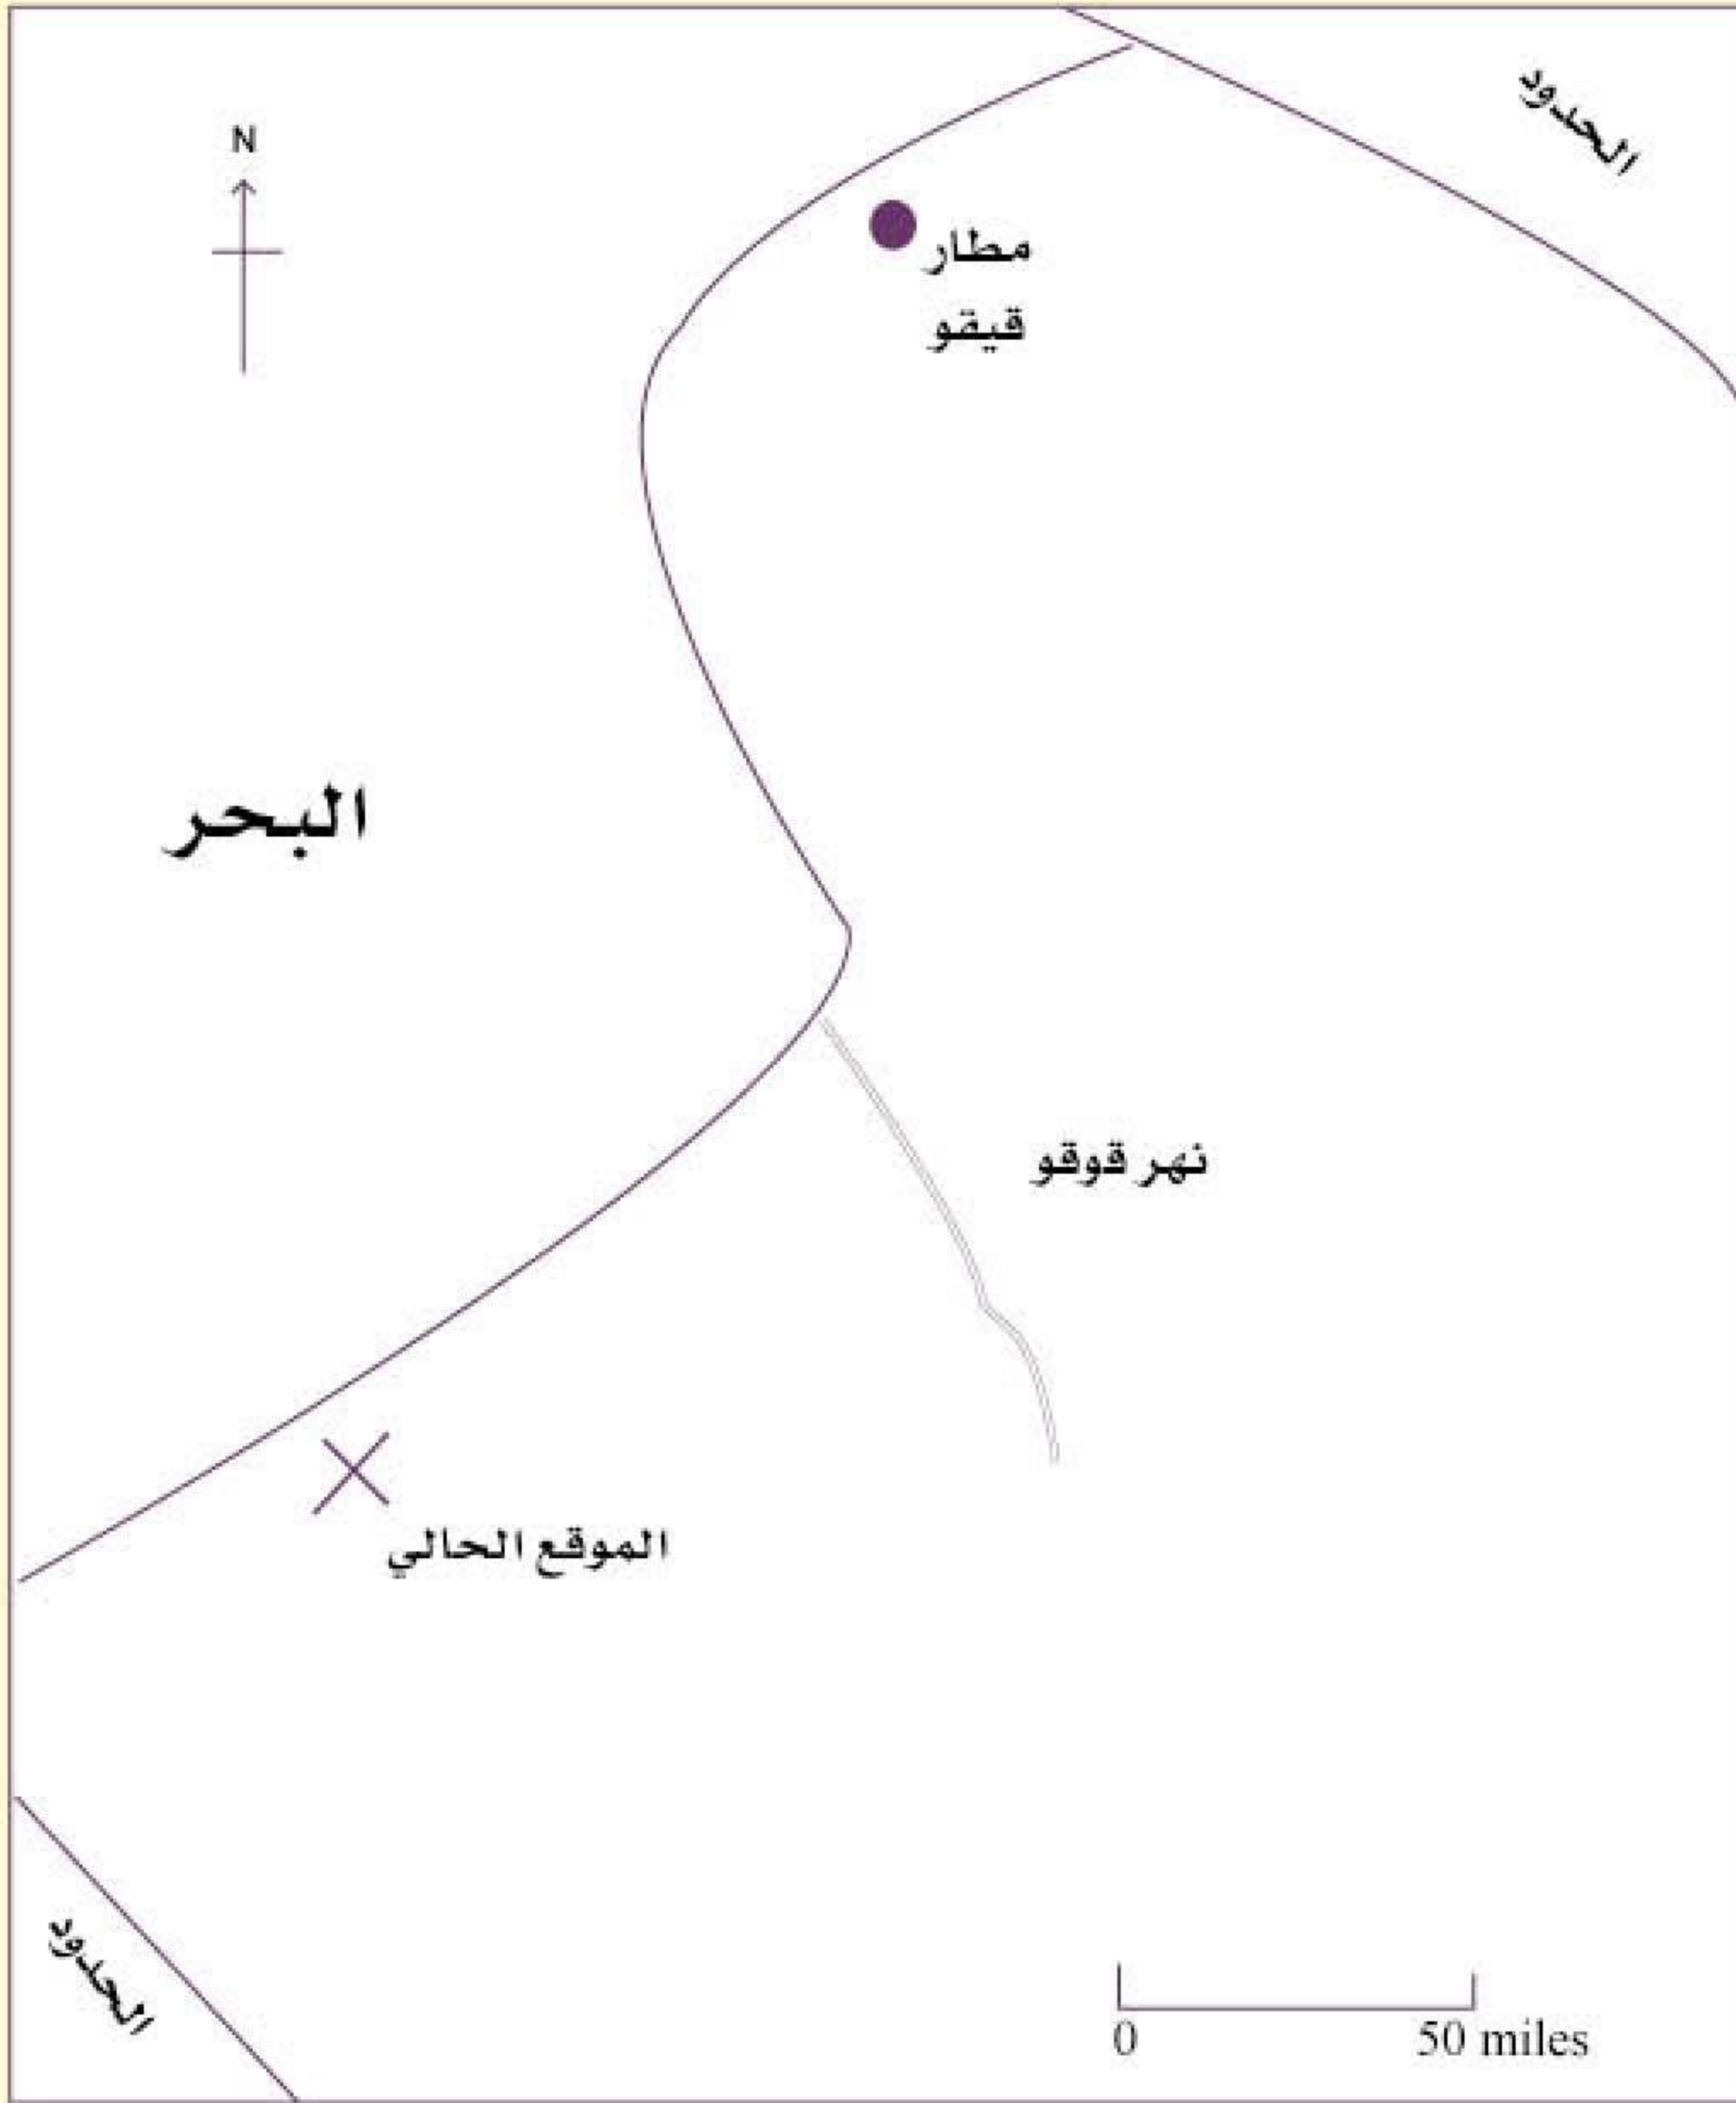 الحدود
N
مطار
قيقو
البحر
نهر قوقو
الموقع الحالي
الحدود
0 50 miles